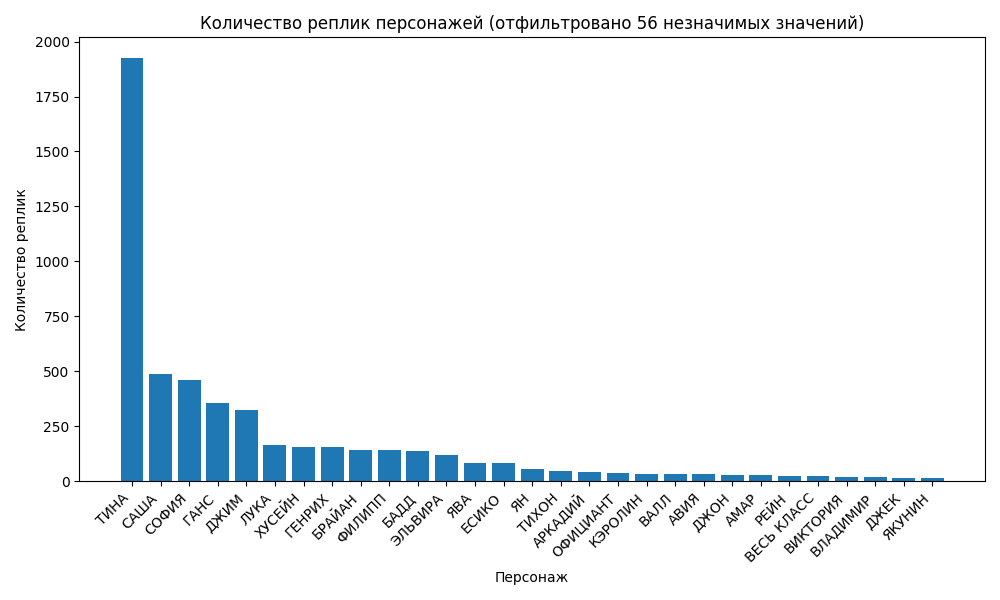 Количество реплик персонажей (отфильтровано 56 незначимых значений)
Количество реплик
2000
1750
1500
1250
1000
750
500
250
0
ТИНА
САША
СОФИЯ
ГАНС
ДЖИМ
ЛУКА
ХУСЕЙН
ГЕНРИХ
БРАЙАН
ФИЛИПП
БАДД
ЭЛЬВИРА
ЯВА
ЕСИКО
ЯН
ТИХОН
АРКАДИЙ
ОФИЦИАНТ
КЭРОЛИН
ВАЛЛ
АВИЯ
ДЖОН
АМАР
РЕЙН
ВЕСЬ КЛАСС
ВИКТОРИЯ
ВЛАДИМИР
ДЖЕК
ЯКУНИН
Персонаж